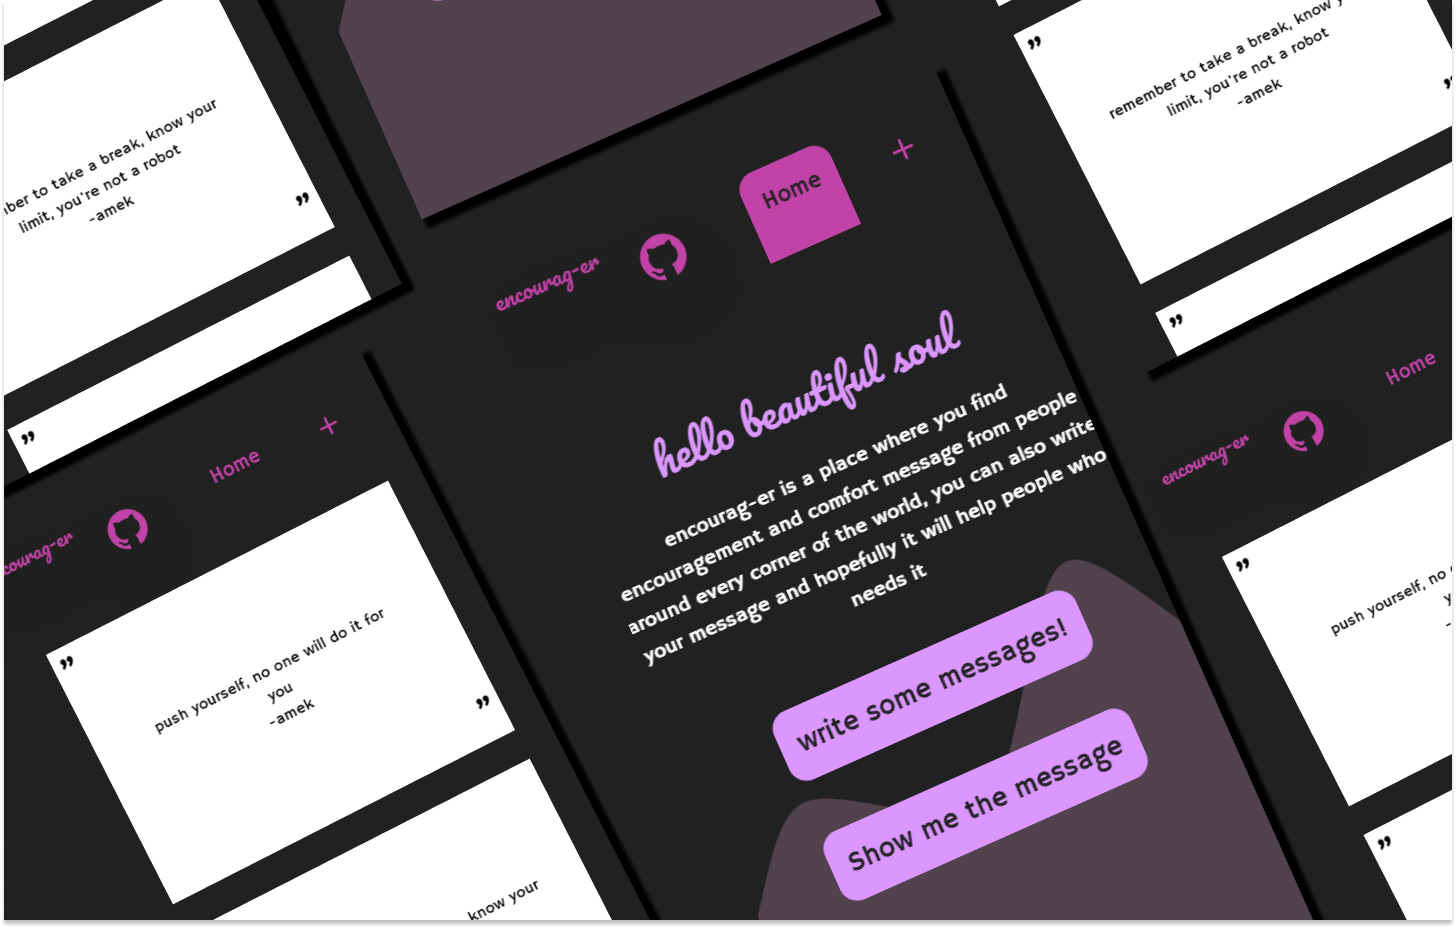 ber to take a break, know your
limit, you're not a robot
-amek
”
”
remember to take a break, know
limit, you're not a robot
-amek
”
”
”
encourag-er
Home
+
hello beautiful soul
encourag-er is a place where you find
encouragement and comfort message from people
around every corner of the world, you can also write
your message and hopefully it will help people who
needs it
write some messages!
Show me the message
encourag-er
Home
+
”
push yourself, no one will do it for
you
-amek
”
know your
encourag-er
Home
”
push yourself, no
”